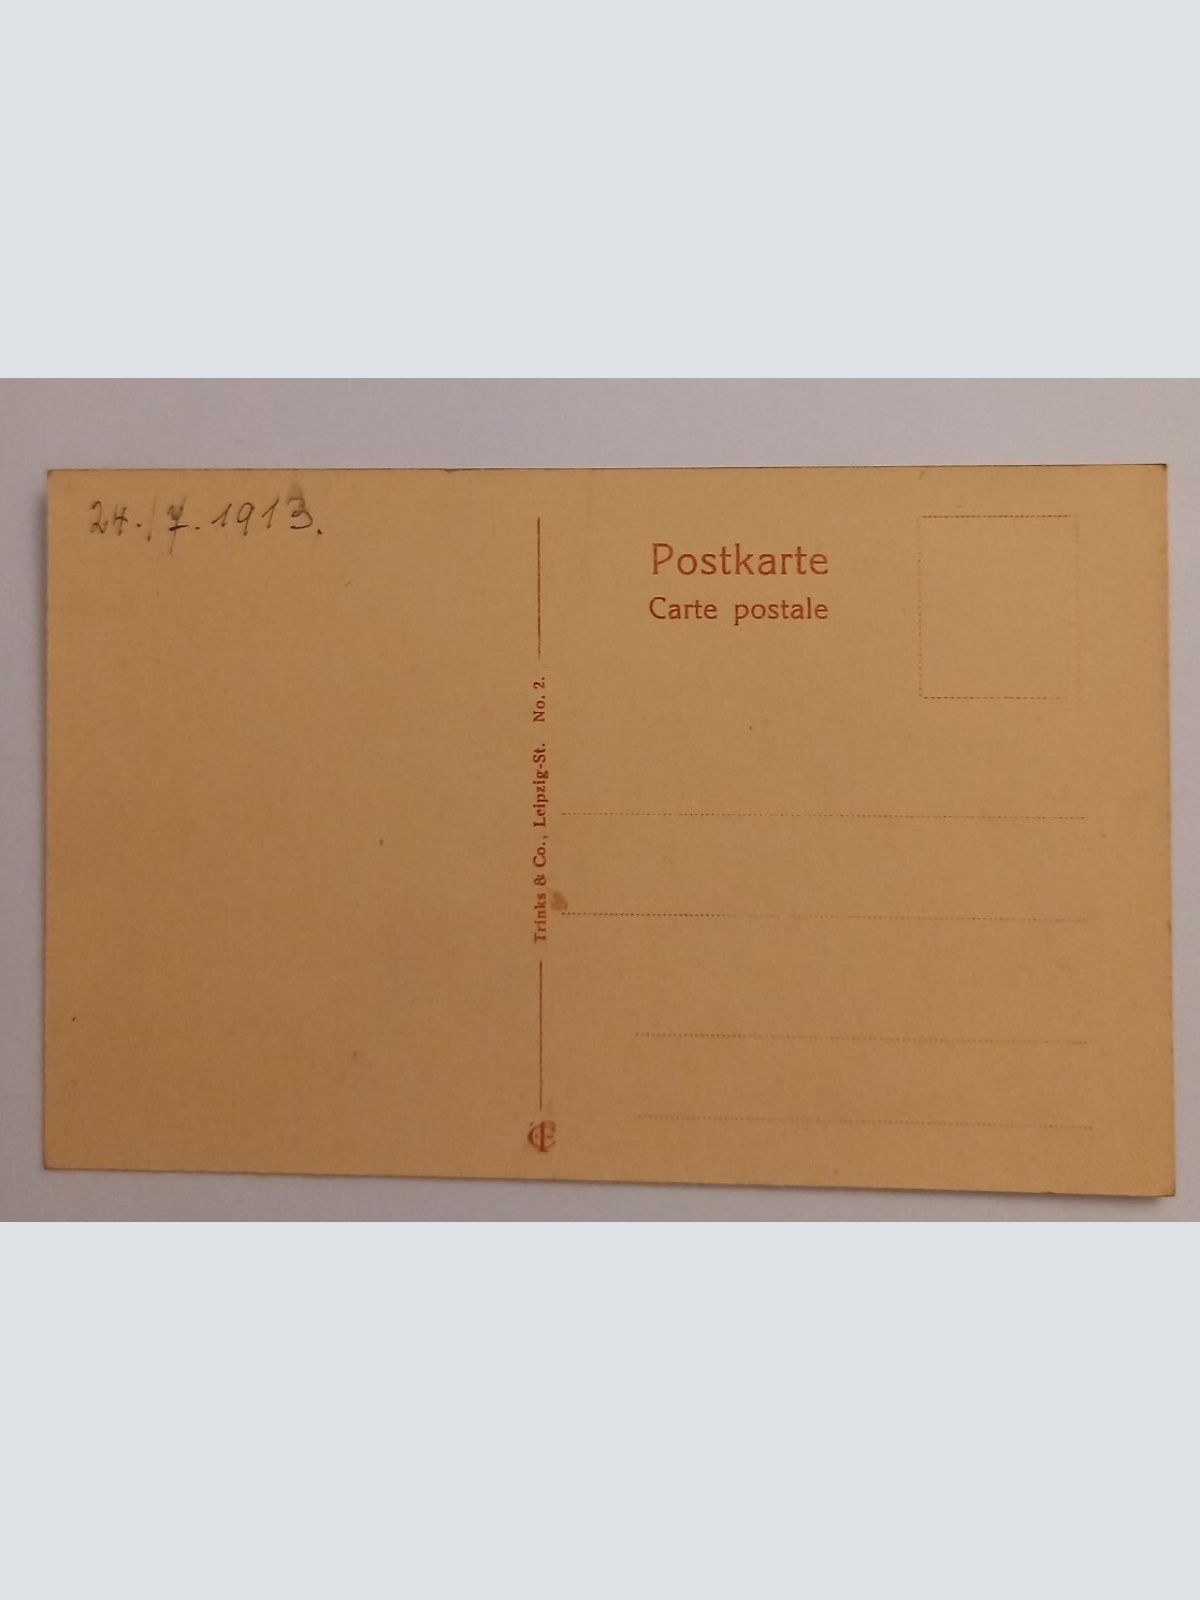 24./7. 1913.
Postkarte
Carte postale
Trinks & Co., Leipzig-St. No. 2.